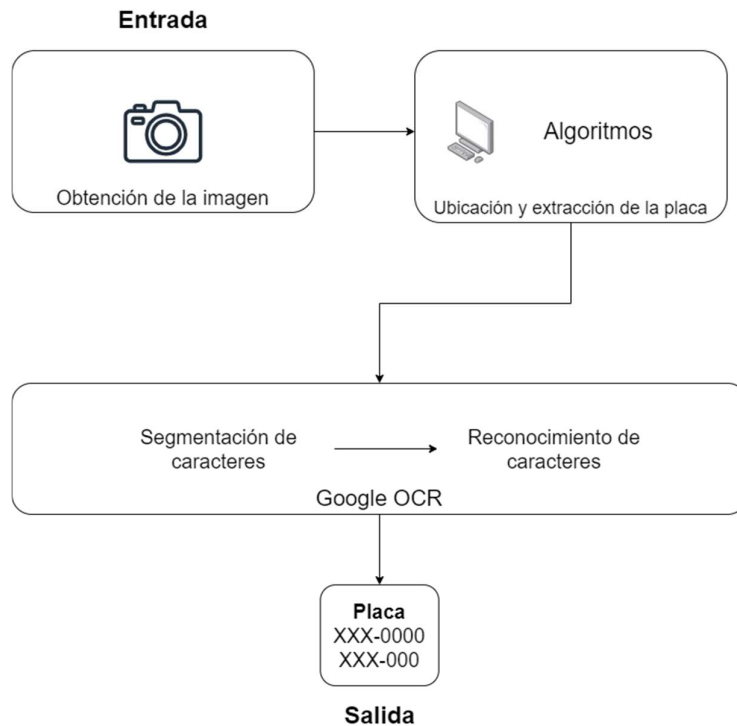 Entrada
Obtención de la imagen
Algoritmos
Ubicación y extracción de la placa
Segmentación de
caracteres
Reconocimiento de
caracteres
Google OCR
Placa
XXX-0000
XXX-000
Salida